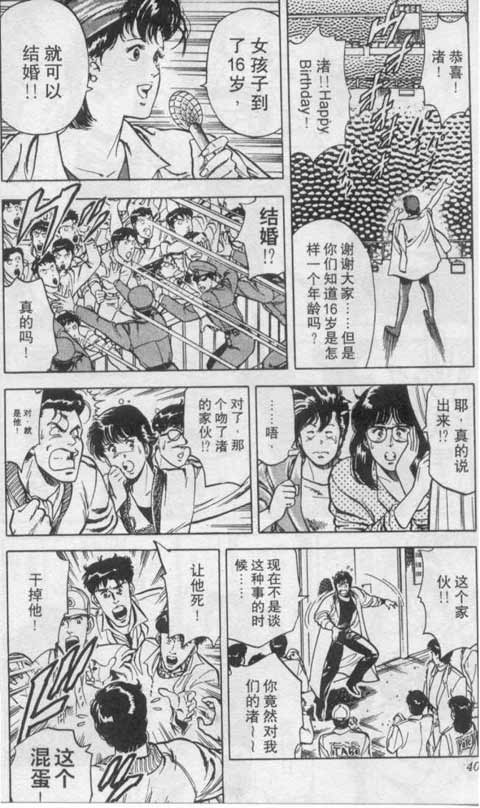 恭喜！
渚！
渚!!Happy
Birthday!
谢谢大家……但是
你们知道16岁是怎
样一个年龄吗？
女孩子到
了16岁，
就可以
结婚!!
结婚!?
真的吗！
耶，真的说
出来!?
……
……唔、
对了、那
个吻了渚
的家伙!?
对就
是他！
这个家
伙!!
现在不是谈
这种事的时
候……
你竟然对我
们的渚～～
让他死！
干掉他！
这个
混蛋！
40